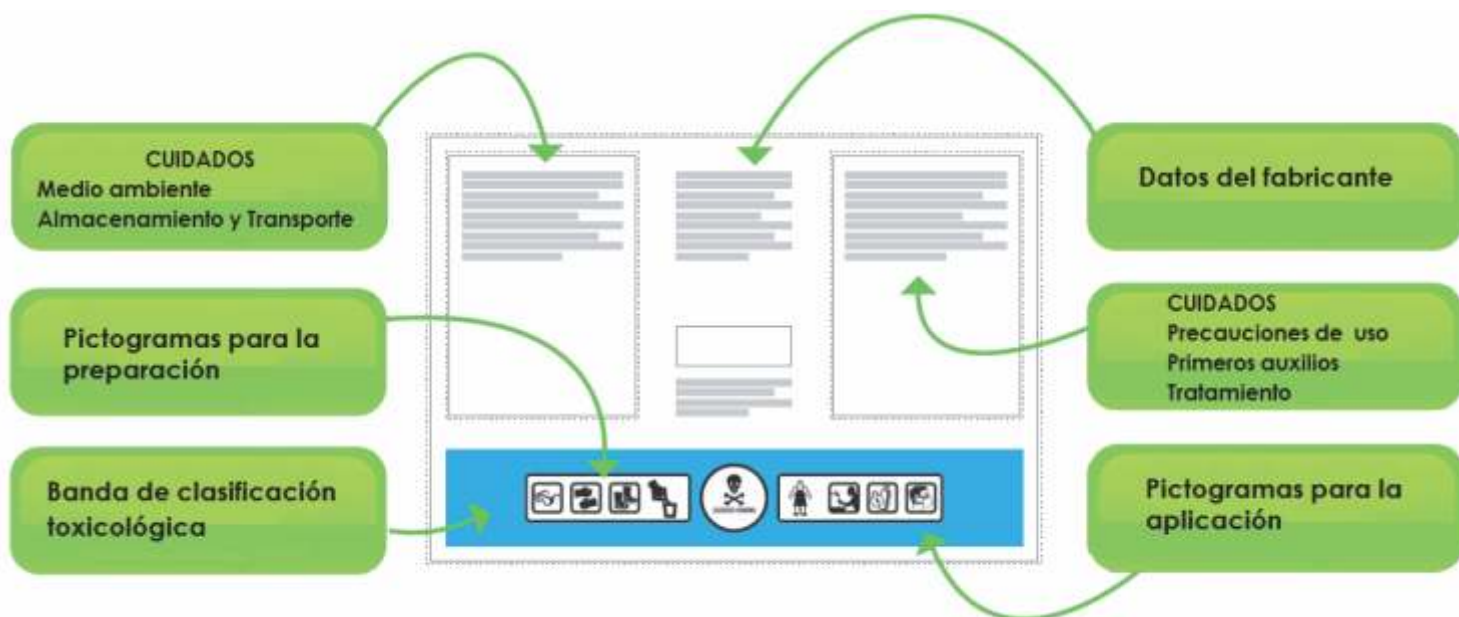 CUIDADOS
Medio ambiente
Almacenamiento y Transporte
Datos del fabricante
Pictogramas para la
preparación
CUIDADOS
Precauciones de uso
Primeros auxilios
Tratamiento
Banda de clasificación
toxicológica
Pictogramas para la
aplicación